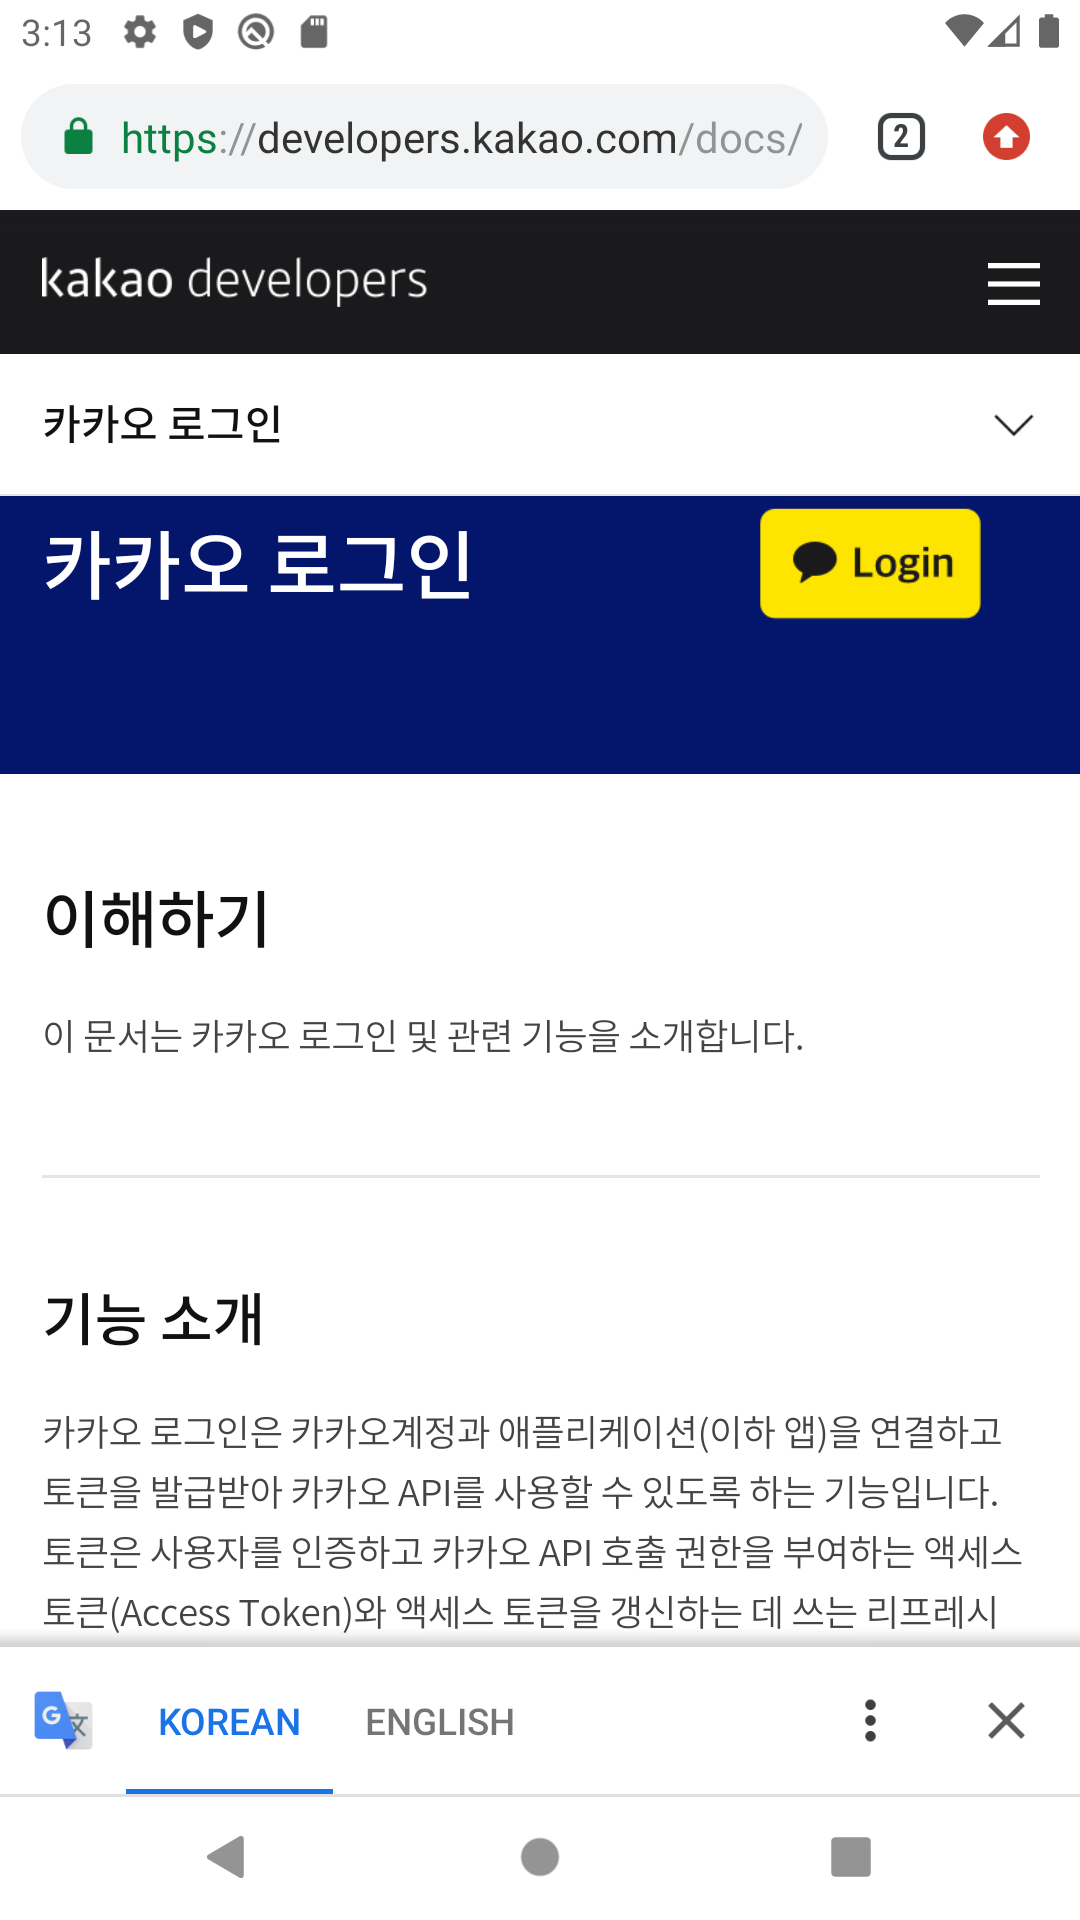 3:13
https://developers.kakao.com/docs/
2
kakao developers
카카오 로그인
카카오 로그인
Login
이해하기
이 문서는 카카오 로그인 및 관련 기능을 소개합니다.
기능 소개
카카오 로그인은 카카오계정과 애플리케이션(이하 앱)을 연결하고
토큰을 발급받아 카카오 API를 사용할 수 있도록 하는 기능입니다.
토큰은 사용자를 인증하고 카카오 API 호출 권한을 부여하는 액세스
토큰(Access Token)와 액세스 토큰을 갱신하는 데 쓰는 리프레시
G 文
KOREAN
ENGLISH